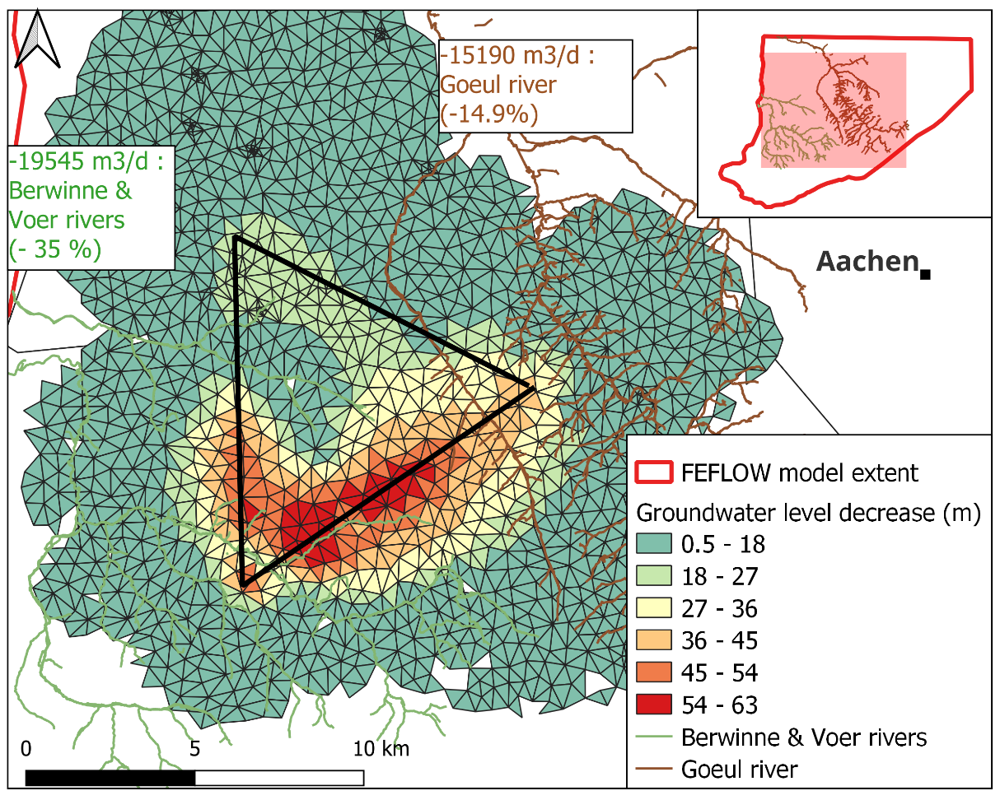 -15190 m3/d :
Goeul river
(-14.9%)
-19545 m3/d :
Berwinne &
Voer rivers
(- 35 %)
Aachen
FEFLOW model extent
Groundwater level decrease (m)
0.5 - 18
18 - 27
27 - 36
36 - 45
45 - 54
54 - 63
Berwinne & Voer rivers
Goeul river
0 5 10 km